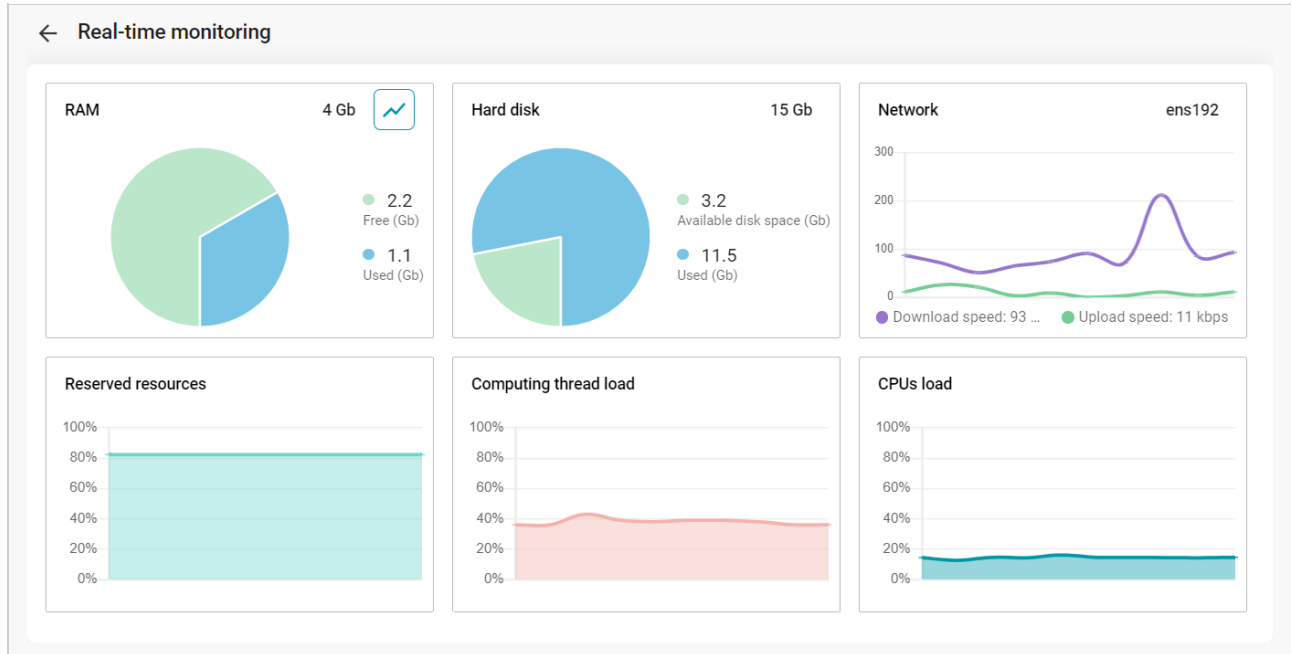 Real-time monitoring
RAM 4 Gb
2.2
Free (Gb)
1.1
Used (Gb)
Hard disk 15 Gb
3.2
Available disk space (Gb)
11.5
Used (Gb)
Network ens192
300
200
100
0
Download speed: 93 ... Upload speed: 11 kbps
Reserved resources
100%
80%
60%
40%
20%
0%
Computing thread load
100%
80%
60%
40%
20%
0%
CPUs load
100%
80%
60%
40%
20%
0%